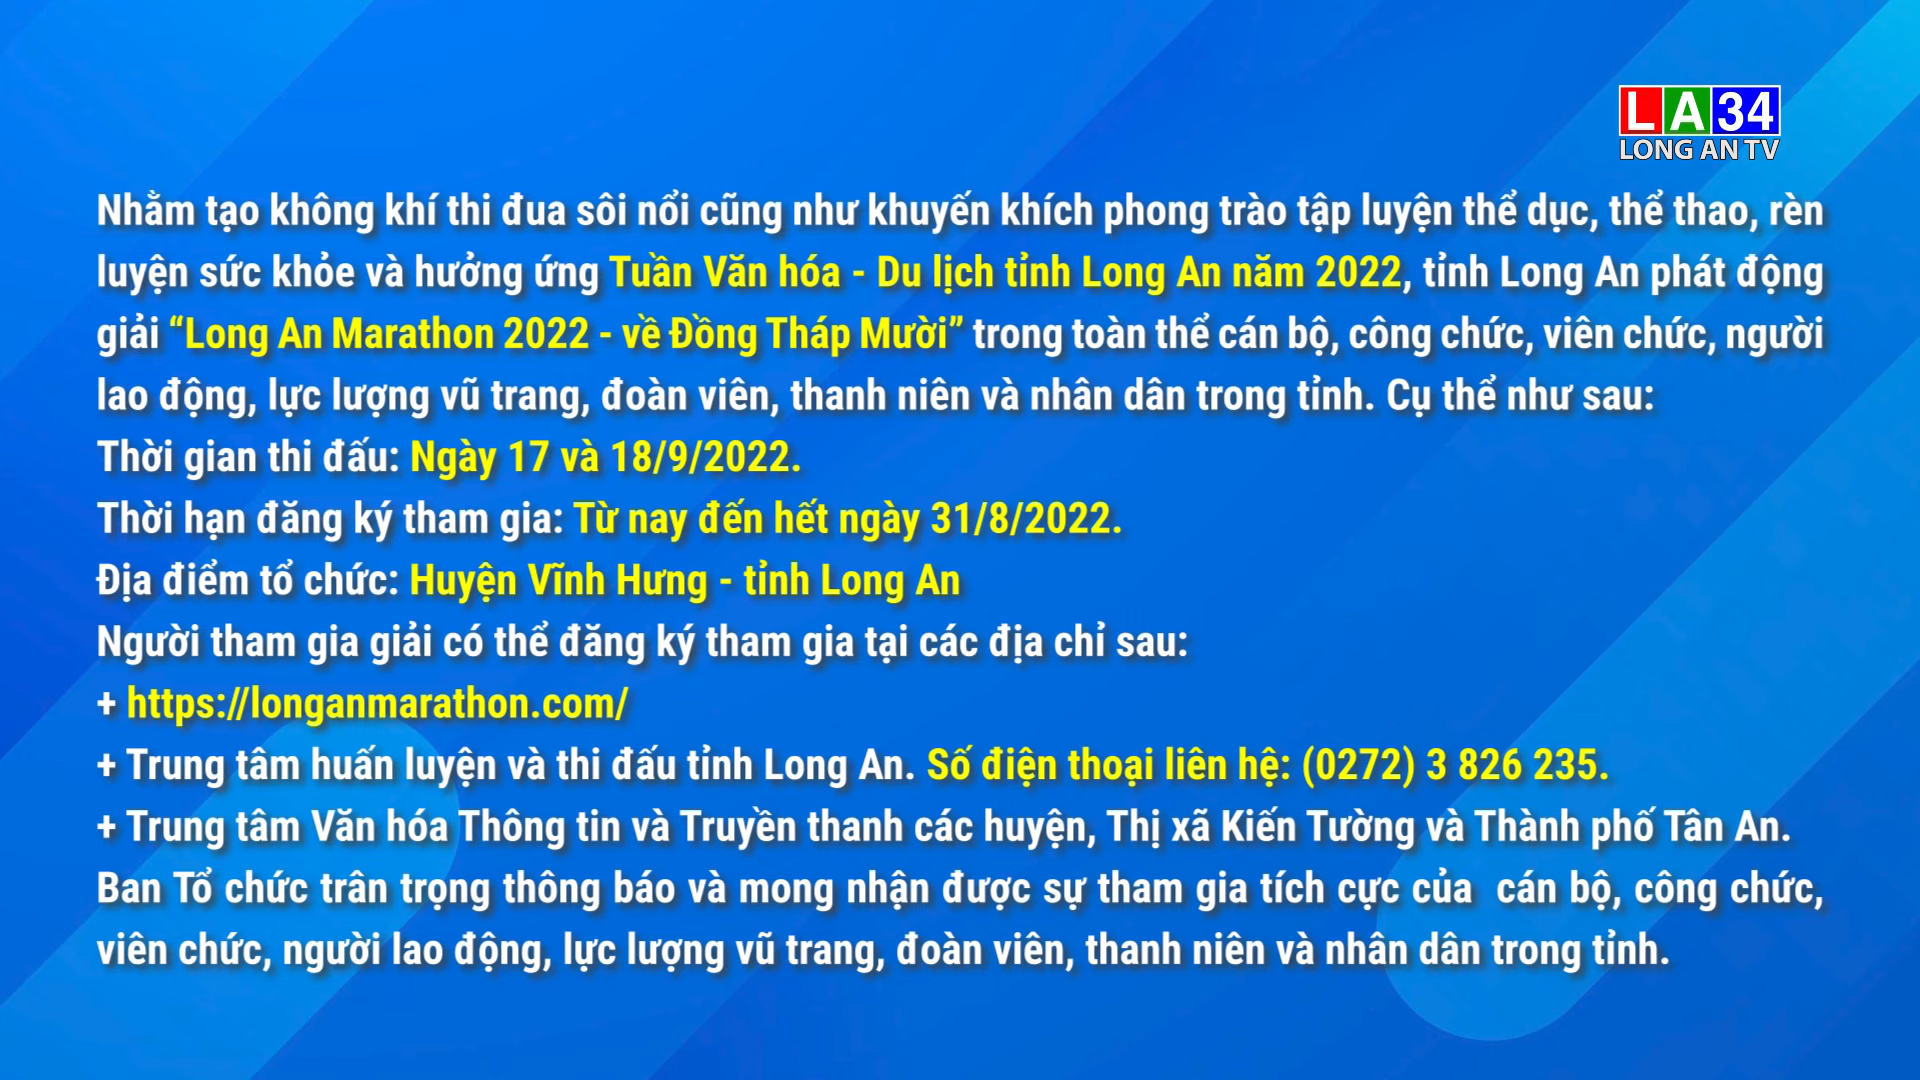 LA34
LONG AN TV
Nhằm tạo không khí thi đua sôi nổi cũng như khuyến khích phong trào tập luyện thể dục, thể thao, rèn
luyện sức khỏe và hưởng ứng Tuần Văn hóa - Du lịch tỉnh Long An năm 2022, tỉnh Long An phát động
giải “Long An Marathon 2022 - về Đồng Tháp Mười” trong toàn thể cán bộ, công chức, viên chức, người
lao động, lực lượng vũ trang, đoàn viên, thanh niên và nhân dân trong tỉnh. Cụ thể như sau:
Thời gian thi đấu: Ngày 17 và 18/9/2022.
Thời hạn đăng ký tham gia: Từ nay đến hết ngày 31/8/2022.
Địa điểm tổ chức: Huyện Vĩnh Hưng - tỉnh Long An
Người tham gia giải có thể đăng ký tham gia tại các địa chỉ sau:
+ https://longanmarathon.com/
+ Trung tâm huấn luyện và thi đấu tỉnh Long An. Số điện thoại liên hệ: (0272) 3 826 235.
+ Trung tâm Văn hóa Thông tin và Truyền thanh các huyện, Thị xã Kiến Tường và Thành phố Tân An.
Ban Tổ chức trân trọng thông báo và mong nhận được sự tham gia tích cực của  cán bộ, công chức,
viên chức, người lao động, lực lượng vũ trang, đoàn viên, thanh niên và nhân dân trong tỉnh.